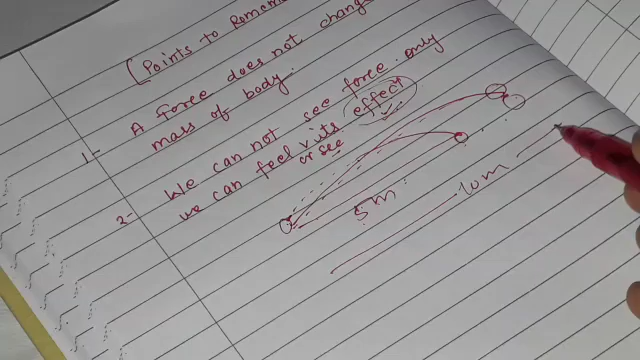 (Points to Remem
1- A Force does not chang
mass of body.
2- We can not see force. only
we can feel v its effect
or see
5m
10m